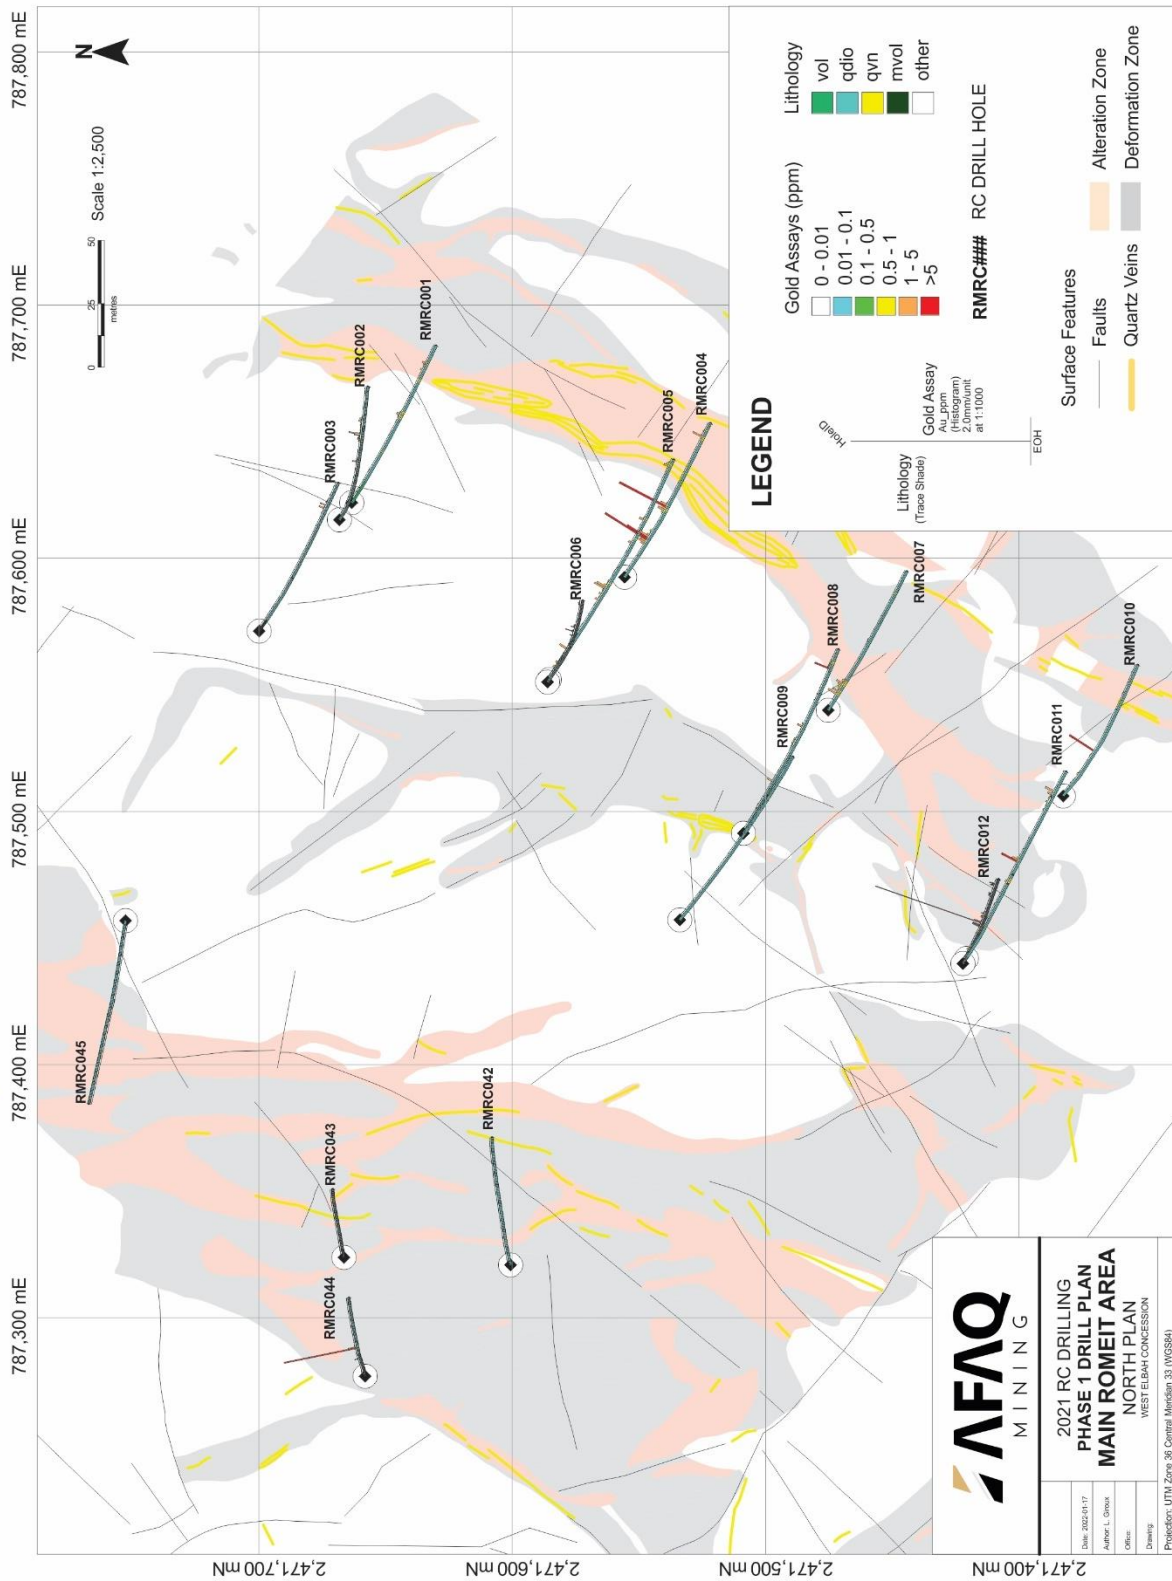 787,800 mE
787,700 mE
787,600 mE
787,500 mE
787,400 mE
787,300 mE
2,471,700 mN
2,471,600 mN
2,471,500 mN
2,471,400 mN
N
Scale 1:2,500
0 25 50
metres
RMRC001
RMRC002
RMRC003
RMRC004
RMRC005
RMRC006
RMRC007
RMRC008
RMRC009
RMRC010
RMRC011
RMRC012
RMRC045
RMRC042
RMRC043
RMRC044
LEGEND
HoleID
Lithology
(Trace Shade)
Gold Assay
Au_ppm
(Histogram)
2.0mm/unit
at 1:1000
EOH
Gold Assays (ppm)
0 - 0.01
0.01 - 0.1
0.1 - 0.5
0.5 - 1
1 - 5
>5
Lithology
vol
qdio
qvn
mvol
other
RMRC### RC DRILL HOLE
Surface Features
Faults
Quartz Veins
Alteration Zone
Deformation Zone
AFAQ
MINING
2021 RC DRILLING
PHASE 1 DRILL PLAN
MAIN ROMEIT AREA
NORTH PLAN
WEST ELBAH CONCESSION
Date: 2022-01-17
Author: L. Giroux
Office:
Drawing:
Projection: UTM Zone 36 Central Meridian 33 (WGS84)